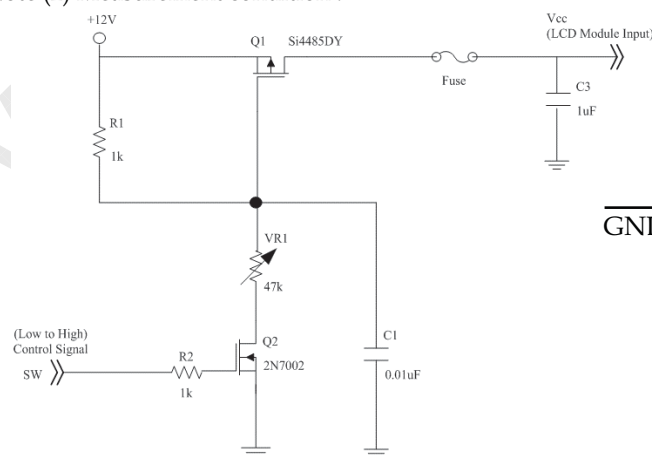 +12V
Q1
Si4485DY
Vcc
(LCD Module Input)
Fuse
C3
1uF
R1
1k
GND
VR1
47k
(Low to High)
Control Signal
SW
R2
1k
Q2
2N7002
C1
0.01uF